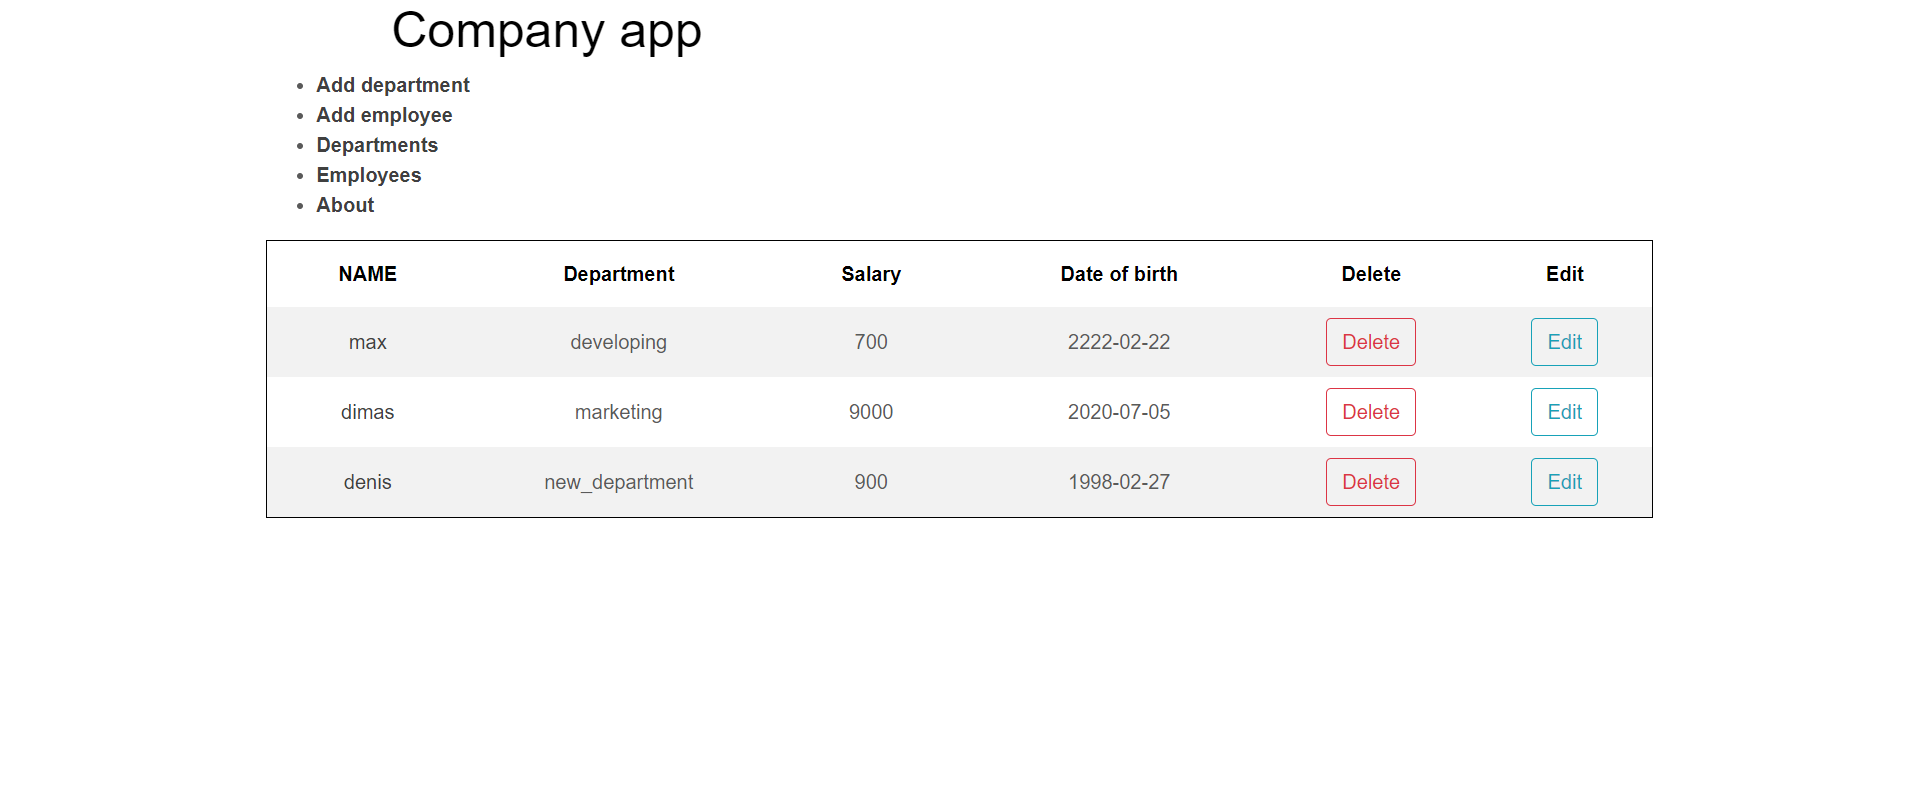 Company app
Add department
Add employee
Departments
Employees
About
NAME Department Salary Date of birth Delete Edit
max developing 700 2222-02-22 Delete Edit
dimas marketing 9000 2020-07-05 Delete Edit
denis new_department 900 1998-02-27 Delete Edit